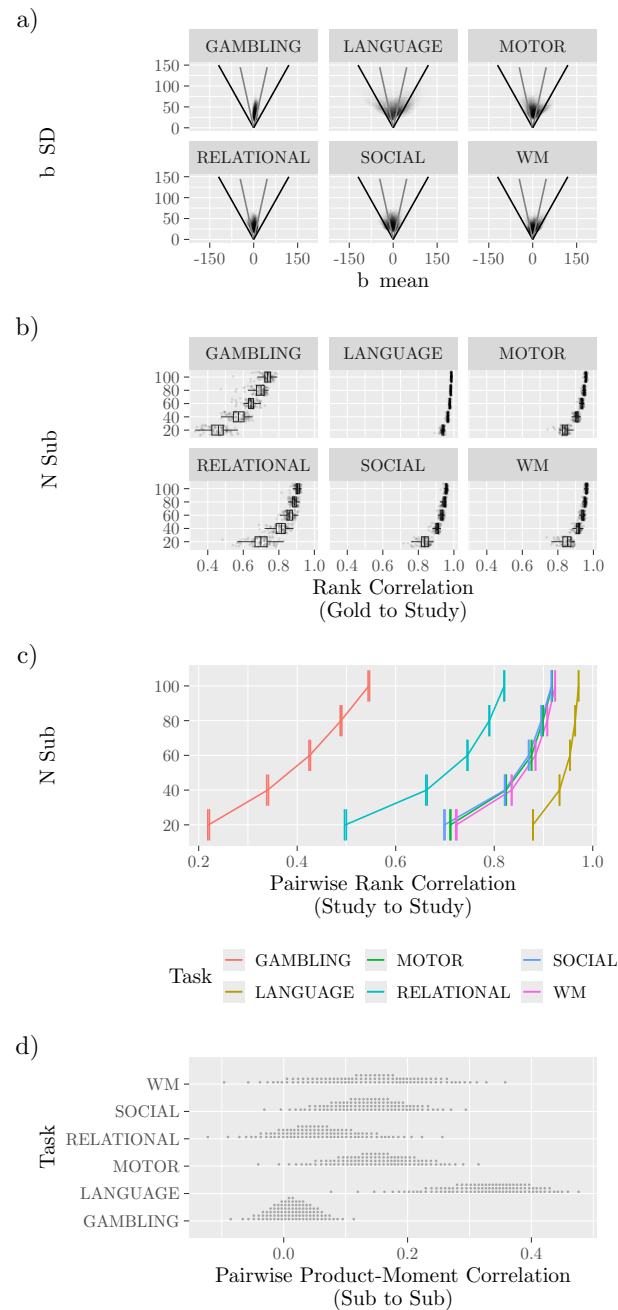 a)
GAMBLING LANGUAGE MOTOR
150
100
50
0
b SD
RELATIONAL SOCIAL WM
150
100
50
0
-150 0 150 -150 0 150 -150 0 150
b mean
b)
GAMBLING LANGUAGE MOTOR
100
80
60
40
20
N Sub
RELATIONAL SOCIAL WM
100
80
60
40
20
0.4 0.6 0.8 1.0 0.4 0.6 0.8 1.0 0.4 0.6 0.8 1.0
Rank Correlation
(Gold to Study)
c)
100
80
60
40
20
N Sub
0.2 0.4 0.6 0.8 1.0
Pairwise Rank Correlation
(Study to Study)
Task
GAMBLING MOTOR SOCIAL
LANGUAGE RELATIONAL WM
d)
WM
SOCIAL
RELATIONAL
MOTOR
LANGUAGE
GAMBLING
Task
0.0 0.2 0.4
Pairwise Product-Moment Correlation
(Sub to Sub)